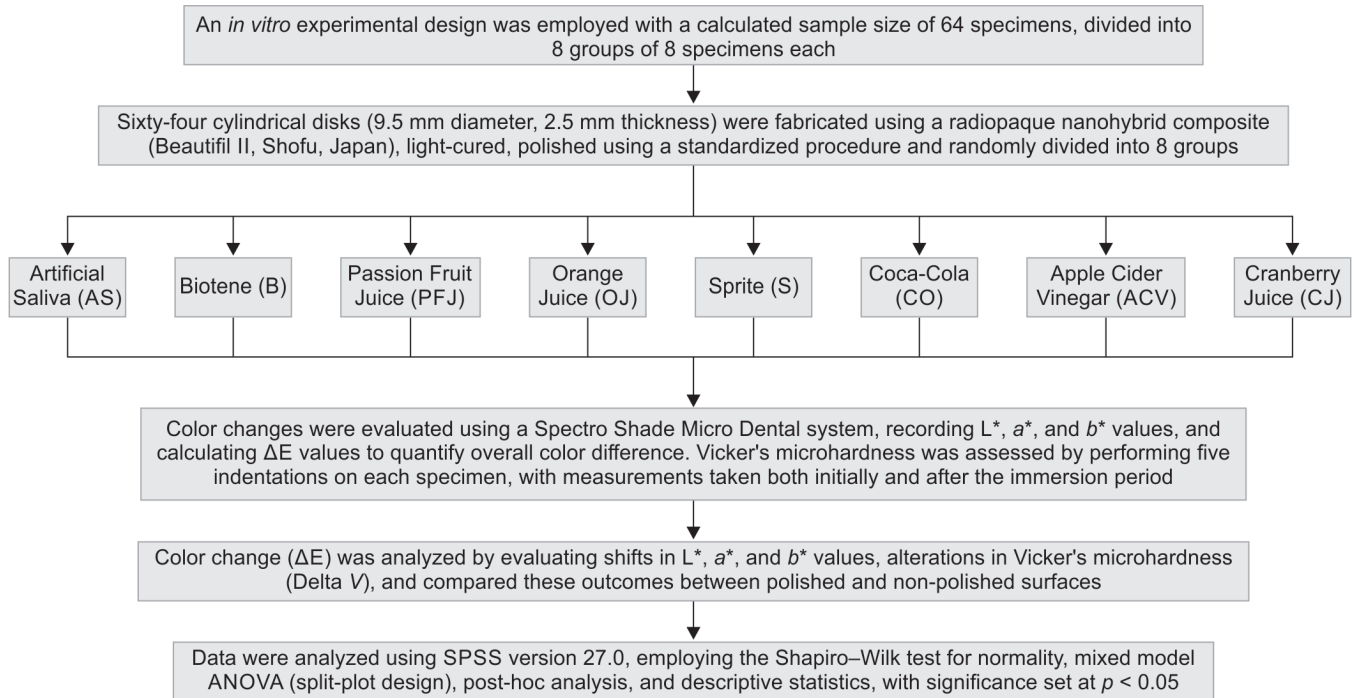 An in vitro experimental design was employed with a calculated sample size of 64 specimens, divided into
8 groups of 8 specimens each
Sixty-four cylindrical disks (9.5 mm diameter, 2.5 mm thickness) were fabricated using a radiopaque nanohybrid composite
(Beautifil II, Shofu, Japan), light-cured, polished using a standardized procedure and randomly divided into 8 groups
Artificial
Saliva (AS)
Biotene (B)
Passion Fruit
Juice (PFJ)
Orange
Juice (OJ)
Sprite (S)
Coca-Cola
(CO)
Apple Cider
Vinegar (ACV)
Cranberry
Juice (CJ)
Color changes were evaluated using a Spectro Shade Micro Dental system, recording L*, a*, and b* values, and
calculating ΔE values to quantify overall color difference. Vicker's microhardness was assessed by performing five
indentations on each specimen, with measurements taken both initially and after the immersion period
Color change (ΔE) was analyzed by evaluating shifts in L*, a*, and b* values, alterations in Vicker's microhardness
(Delta V), and compared these outcomes between polished and non-polished surfaces
Data were analyzed using SPSS version 27.0, employing the Shapiro–Wilk test for normality, mixed model
ANOVA (split-plot design), post-hoc analysis, and descriptive statistics, with significance set at p < 0.05